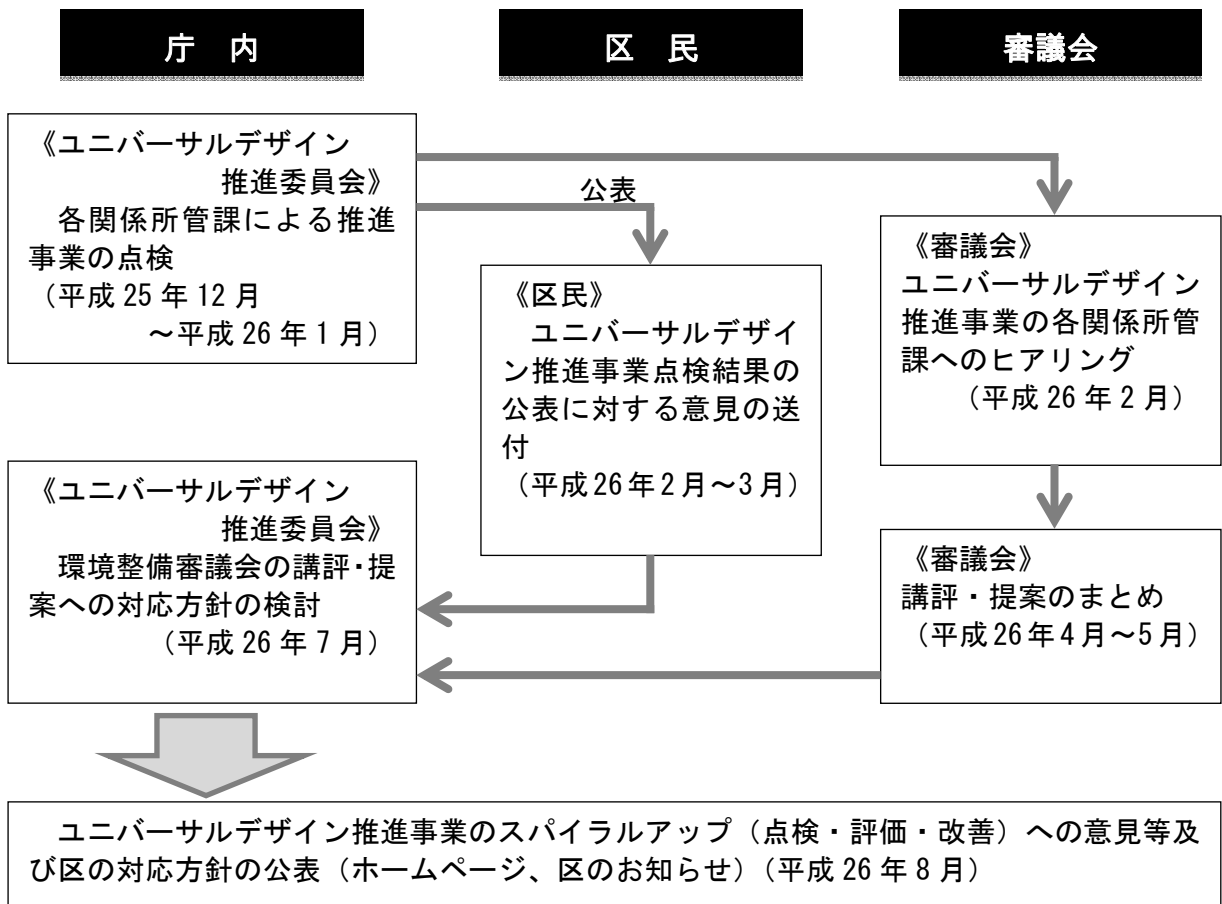 庁　内
区　民
審議会
《ユニバーサルデザイン
推進委員会》
各関係所管課による推進
事業の点検
（平成 25 年 12 月
～平成 26 年 1 月）
公表
《区民》
ユニバーサルデザイ
ン推進事業点検結果の
公表に対する意見の送
付
（平成26年2月～3月）
《審議会》
ユニバーサルデザイン
推進事業の各関係所管
課へのヒアリング
（平成 26 年 2 月）
《ユニバーサルデザイン
推進委員会》
環境整備審議会の講評・提
案への対応方針の検討
（平成 26 年 7 月）
《審議会》
講評・提案のまとめ
（平成26年4月～5月）
ユニバーサルデザイン推進事業のスパイラルアップ（点検・評価・改善）への意見等及
び区の対応方針の公表（ホームページ、区のお知らせ）（平成 26 年 8 月）